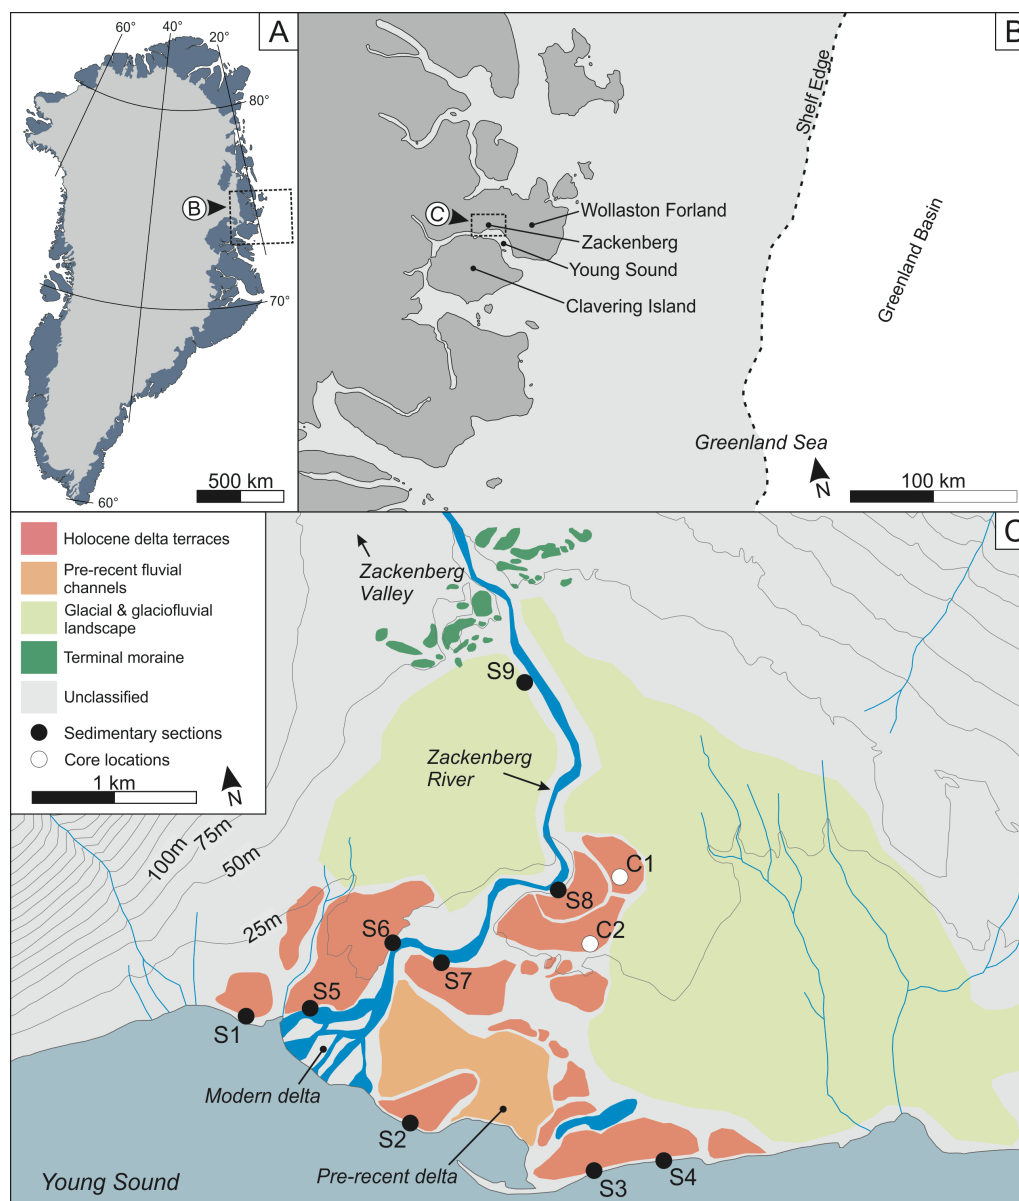 60°
40°
20°
A
80°
B
70°
500 km
60°
B
Shelf Edge
C
Wollaston Forland
Zackenberg
Young Sound
Clavering Island
Greenland Basin
Greenland Sea
N
100 km
C
Holocene delta terraces
Pre-recent fluvial
channels
Glacial & glaciofluvial
landscape
Terminal moraine
Unclassified
Sedimentary sections
Core locations
1 km
N
Zackenberg
Valley
S9
Zackenberg
River
100m
75m
50m
25m
C1
S8
C2
S6
S7
S5
S1
Modern delta
S2
Pre-recent delta
S3
S4
Young Sound